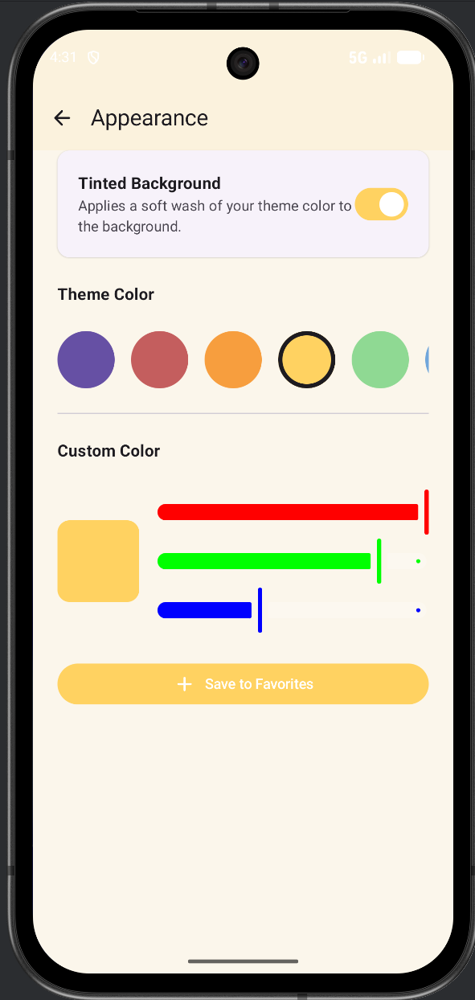 4:31 5G
Appearance
Tinted Background
Applies a soft wash of your theme color to
the background.
Theme Color
Custom Color
Save to Favorites